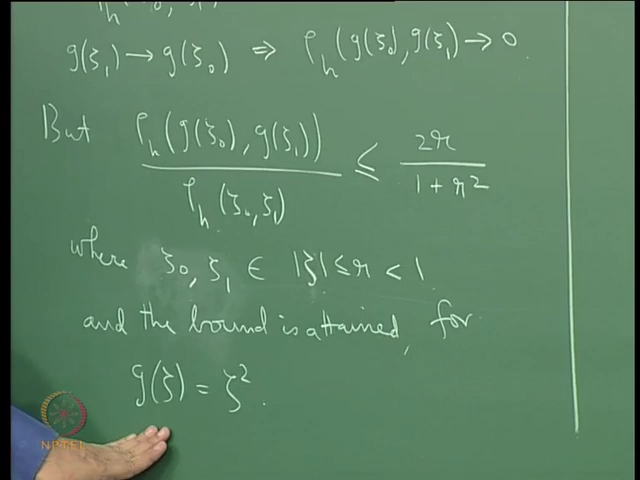 g(ζ₁) → g(ζ₀) ⇒ ρ_h(g(ζ₀), g(ζ₁)) → 0.
But ρ_h(g(ζ₀), g(ζ₁)) / ρ_h(ζ₀, ζ₁) ≤ 2r / (1 + r²)
where ζ₀, ζ₁ ∈ |ζ| ≤ r < 1
and the bound is attained, for
g(ζ) = ζ².
NPTEL